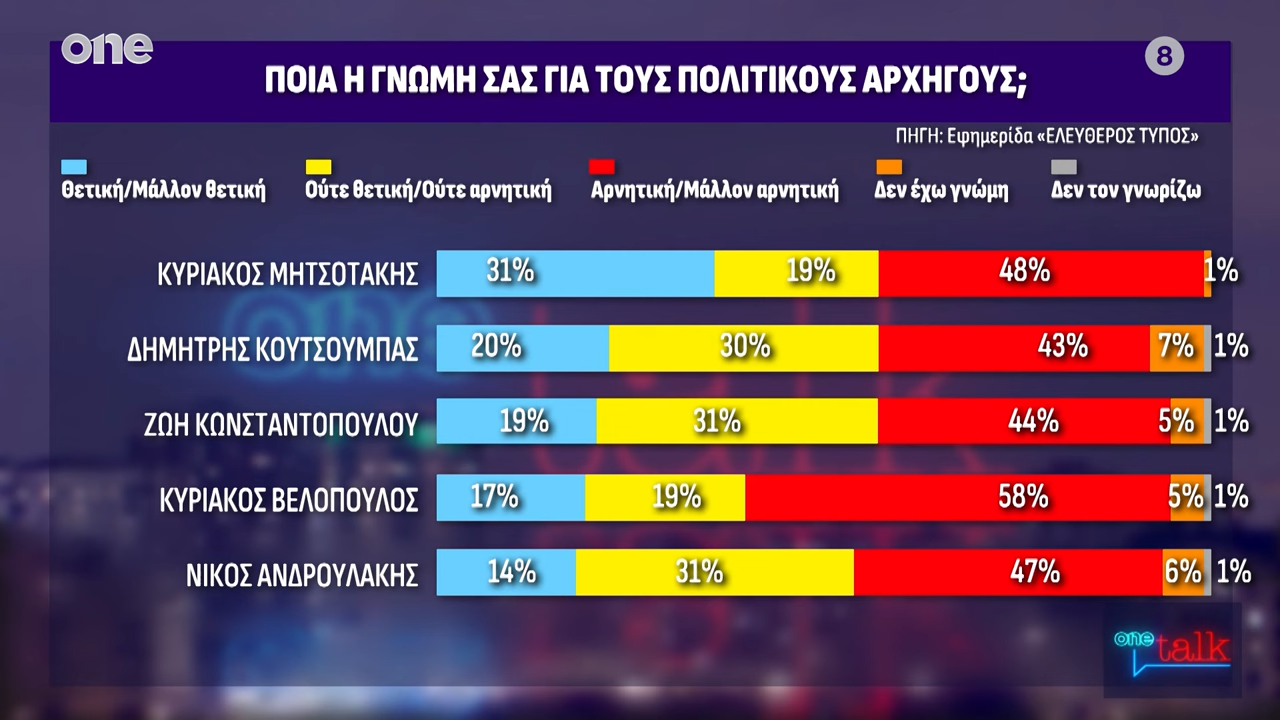 one
8
ΠΟΙΑ Η ΓΝΩΜΗ ΣΑΣ ΓΙΑ ΤΟΥΣ ΠΟΛΙΤΙΚΟΥΣ ΑΡΧΗΓΟΥΣ;
ΠΗΓΗ: Εφημερίδα «ΕΛΕΥΘΕΡΟΣ ΤΥΠΟΣ»
Θετική/Μάλλον θετική Ούτε θετική/Ούτε αρνητική Αρνητική/Μάλλον αρνητική Δεν έχω γνώμη Δεν τον γνωρίζω
ΚΥΡΙΑΚΟΣ ΜΗΤΣΟΤΑΚΗΣ 31% 19% 48% 1%
ΔΗΜΗΤΡΗΣ ΚΟΥΤΣΟΥΜΠΑΣ 20% 30% 43% 7% 1%
ΖΩΗ ΚΩΝΣΤΑΝΤΟΠΟΥΛΟΥ 19% 31% 44% 5% 1%
ΚΥΡΙΑΚΟΣ ΒΕΛΟΠΟΥΛΟΣ 17% 19% 58% 5% 1%
ΝΙΚΟΣ ΑΝΔΡΟΥΛΑΚΗΣ 14% 31% 47% 6% 1%
one talk